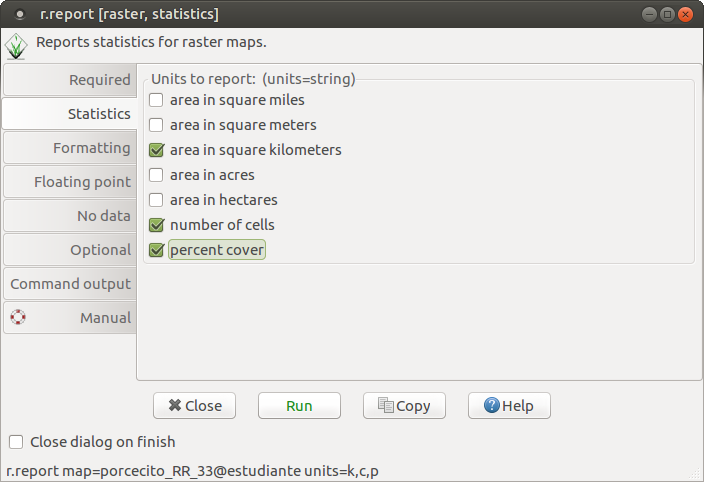 r.report [raster, statistics]
Reports statistics for raster maps.
Required
Statistics
Formatting
Floating point
No data
Optional
Command output
Manual
Units to report: (units=string)
area in square miles
area in square meters
area in square kilometers
area in acres
area in hectares
number of cells
percent cover
Close
Run
Copy
Help
Close dialog on finish
r.report map=porcecito_RR_33@estudiante units=k,c,p